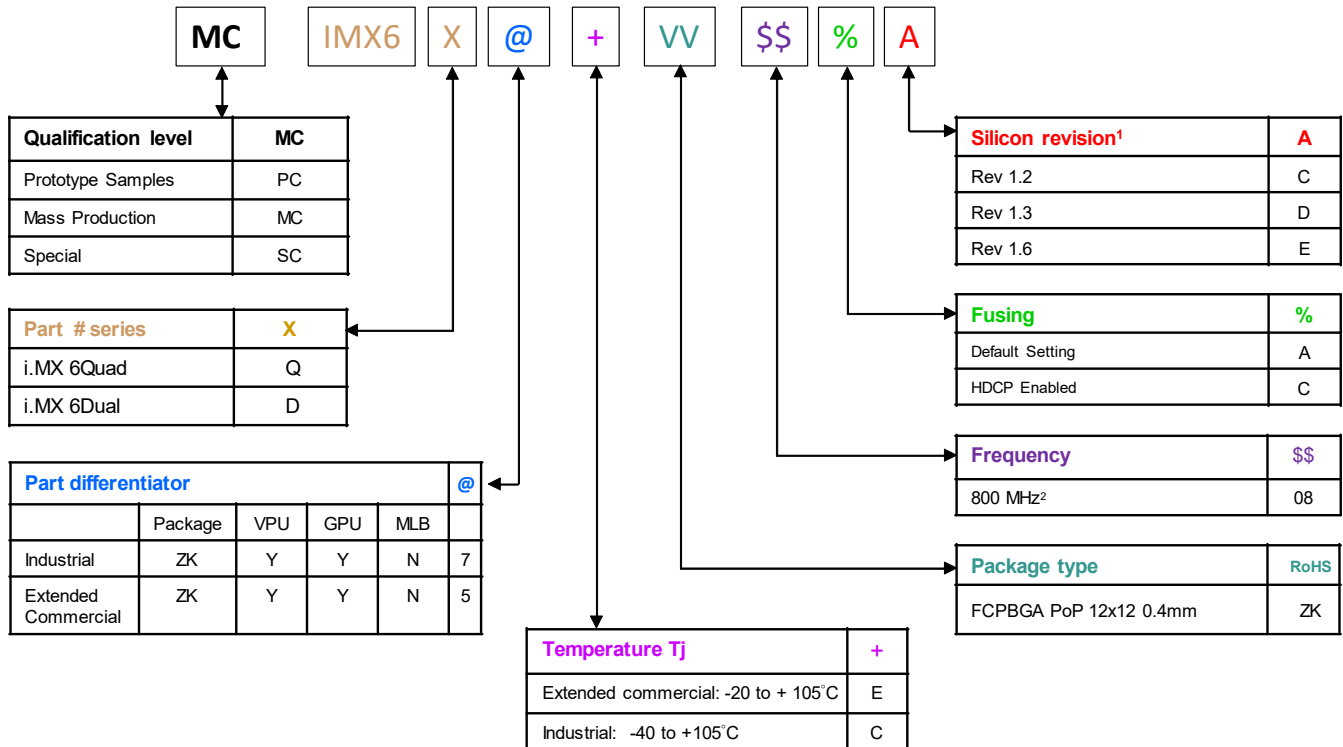 MC IMX6 X @ + VV $$ % A
Qualification level MC
Prototype Samples PC
Mass Production MC
Special SC
Part # series X
i.MX 6Quad Q
i.MX 6Dual D
Part differentiator @
Package VPU GPU MLB
Industrial ZK Y Y N 7
Extended
Commercial ZK Y Y N 5
Temperature Tj +
Extended commercial: -20 to + 105°C E
Industrial: -40 to +105°C C
Silicon revision¹ A
Rev 1.2 C
Rev 1.3 D
Rev 1.6 E
Fusing %
Default Setting A
HDCP Enabled C
Frequency $$
800 MHz² 08
Package type RoHS
FCPBGA PoP 12x12 0.4mm ZK